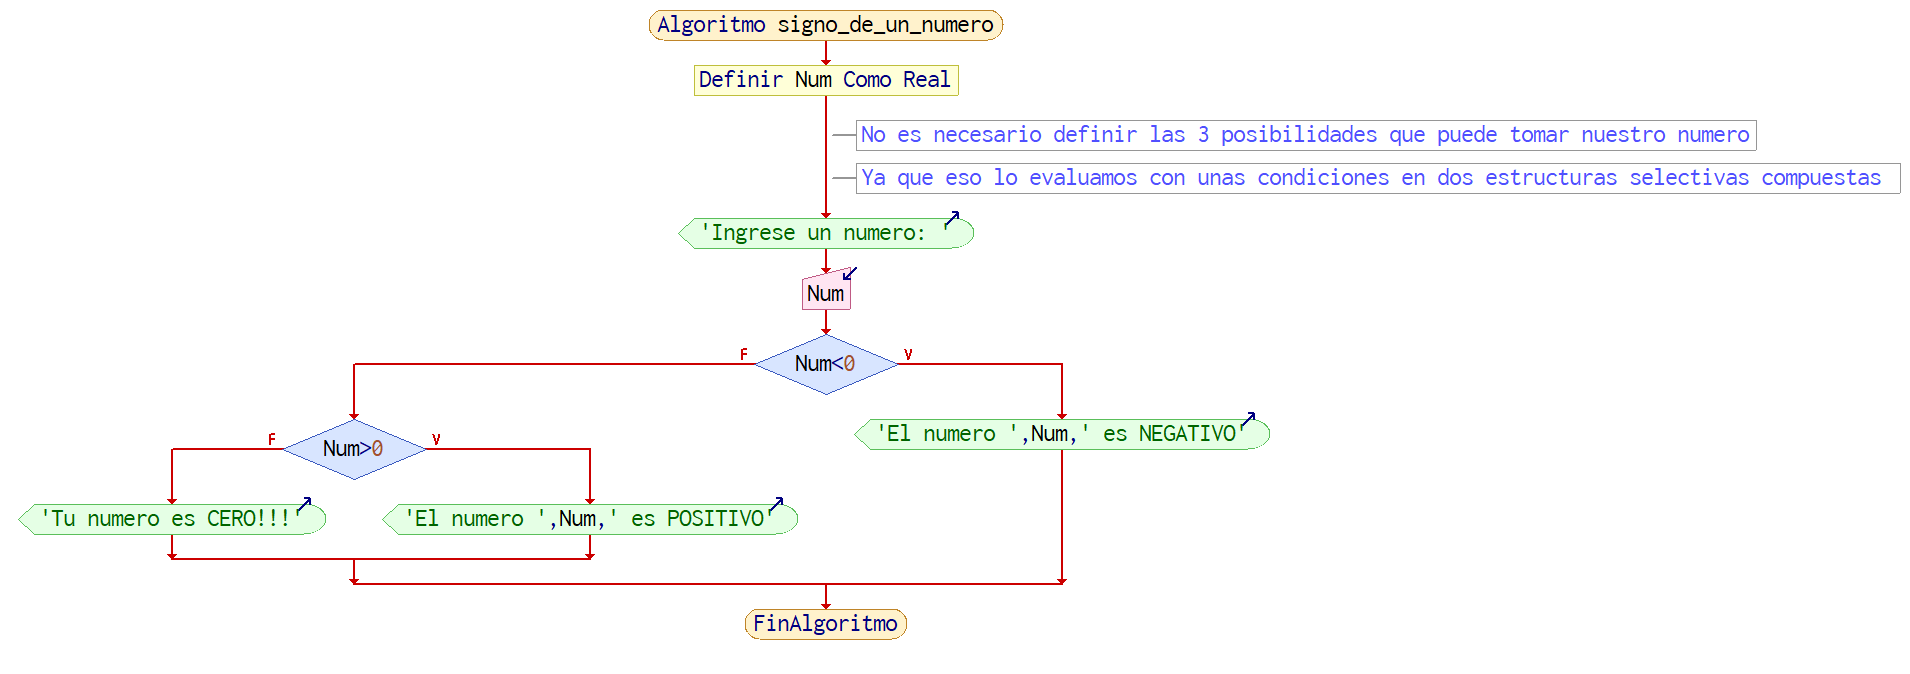 Algoritmo signo_de_un_numero
Definir Num Como Real
No es necesario definir las 3 posibilidades que puede tomar nuestro numero
Ya que eso lo evaluamos con unas condiciones en dos estructuras selectivas compuestas
'Ingrese un numero: '
Num
F
Num<0
V
'El numero ',Num,' es NEGATIVO'
F
Num>0
V
'Tu numero es CERO!!!'
'El numero ',Num,' es POSITIVO'
FinAlgoritmo